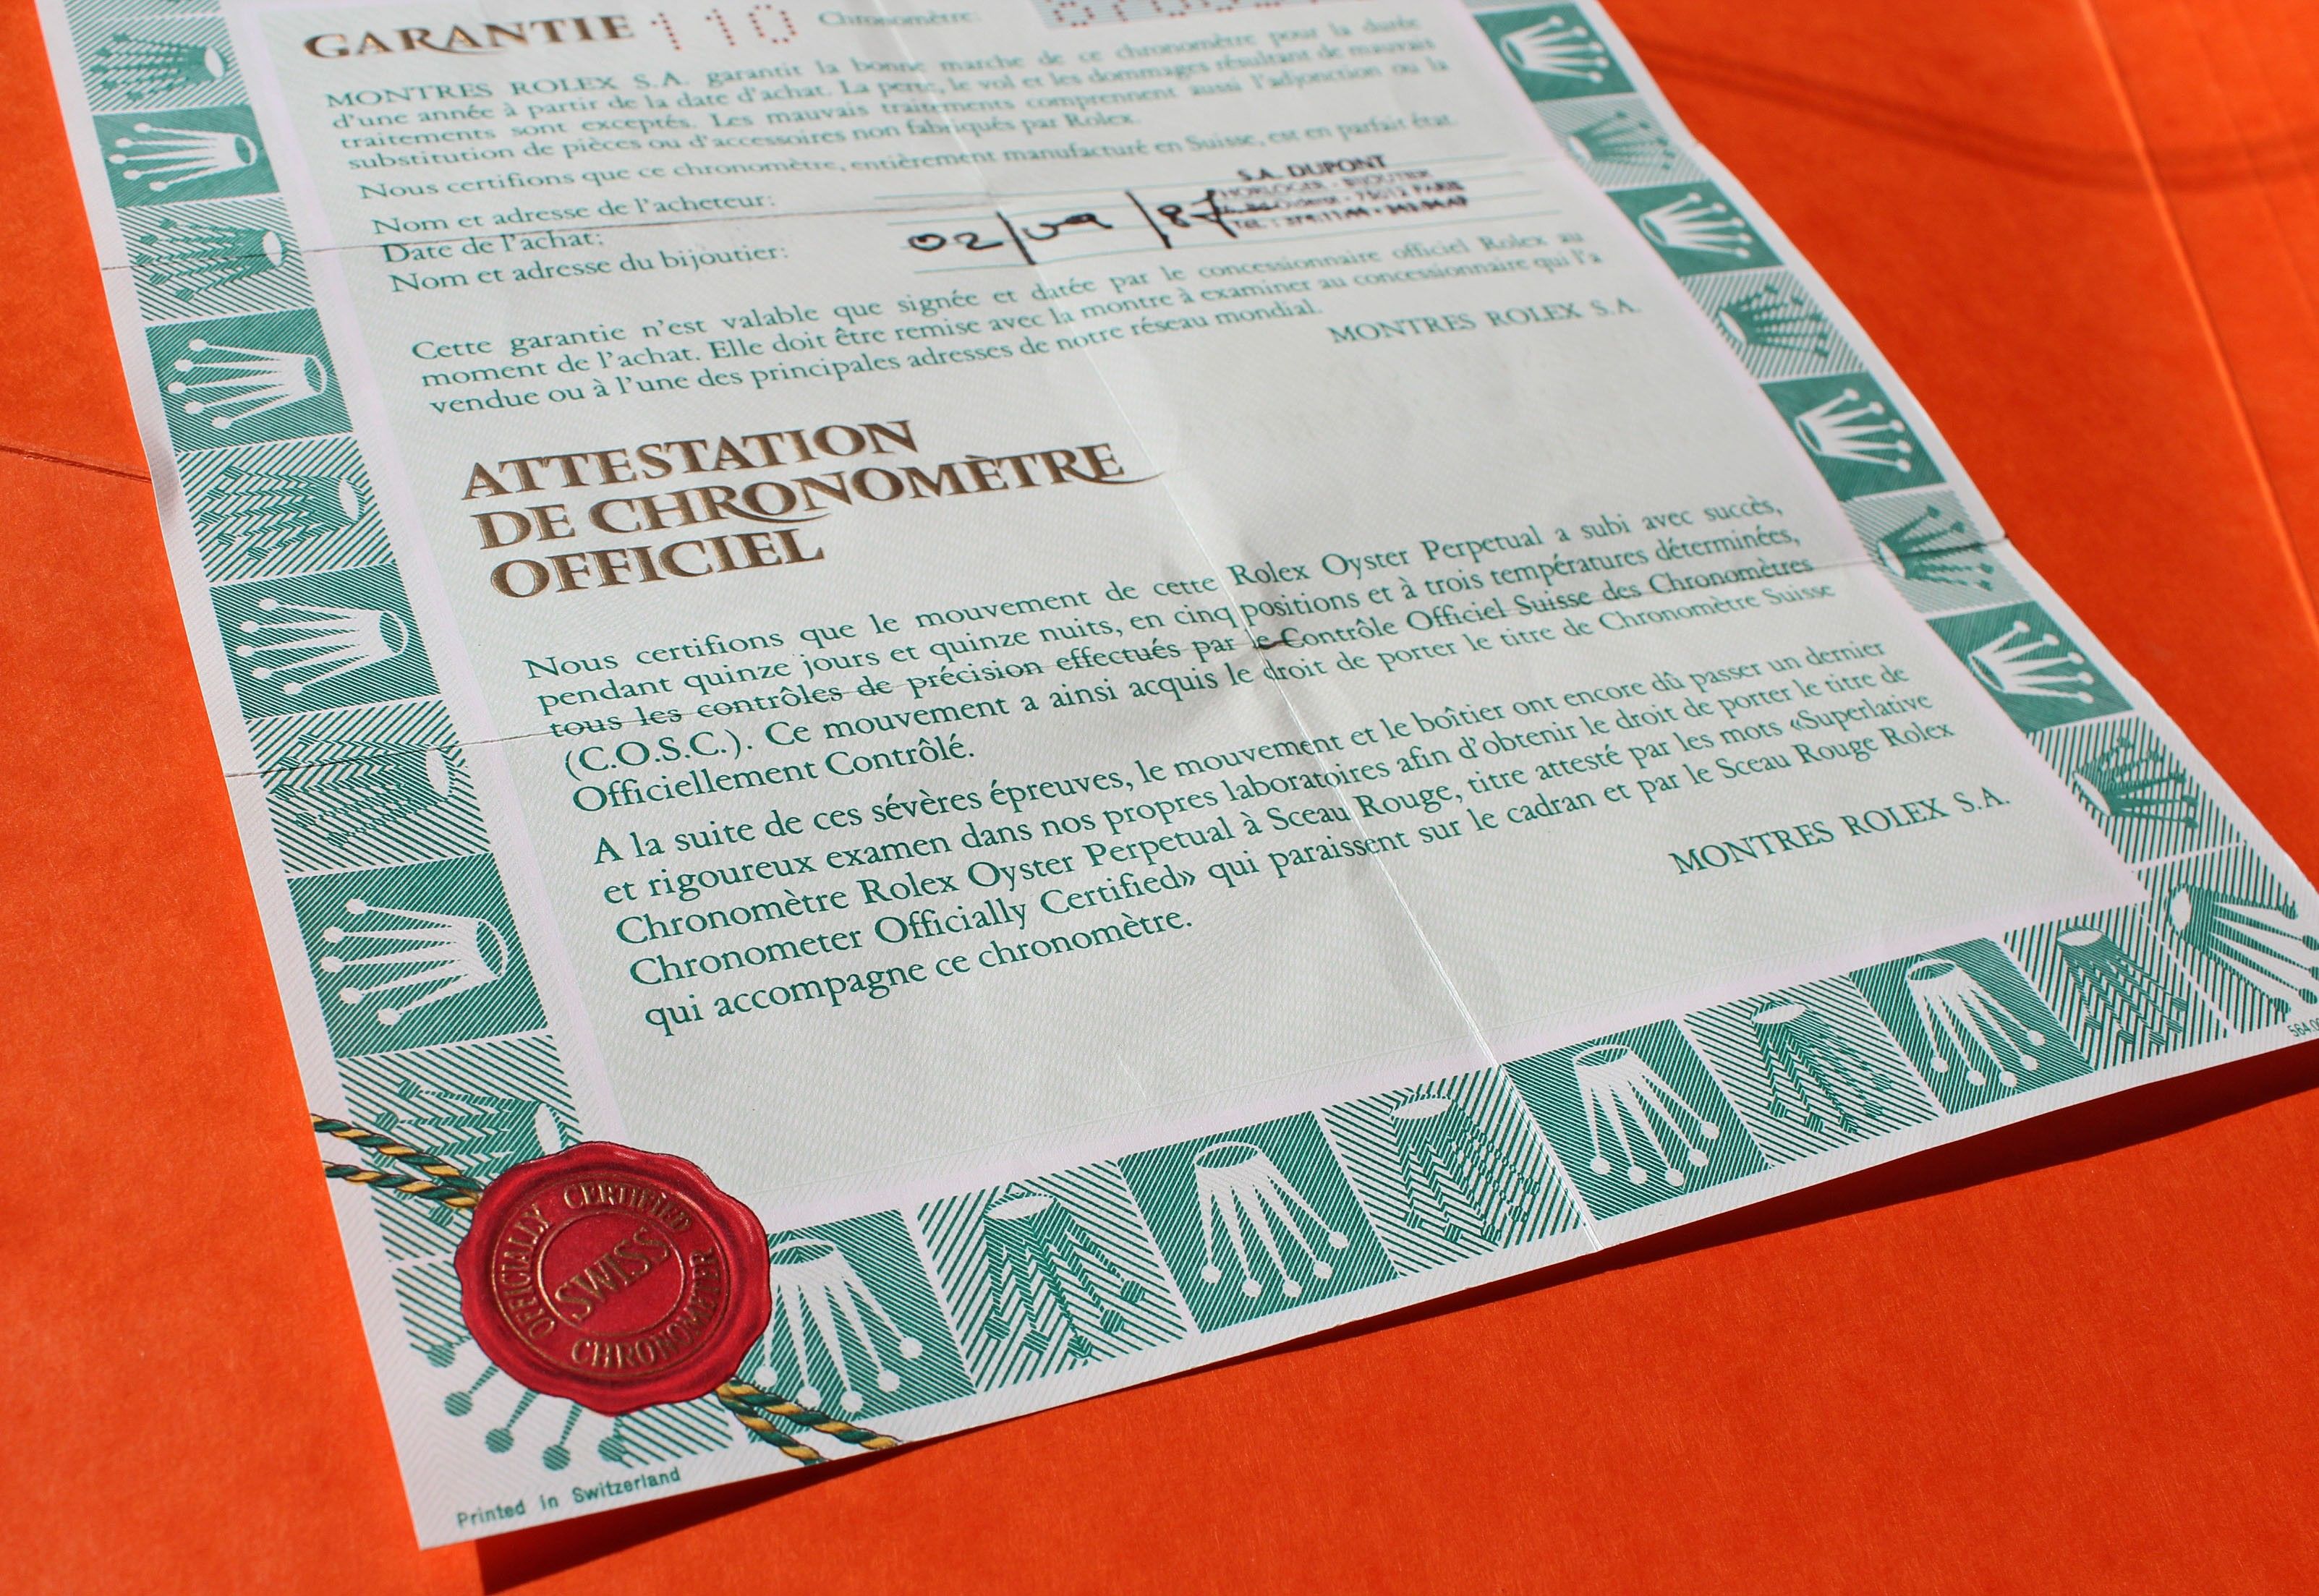 GARANTIE 110 Chronomètre:
MONTRES ROLEX S.A. garantit la bonne marche de ce chronomètre pour la durée
d'une année à partir de la date d'achat. La perte, le vol et les dommages résultant de mauvais
traitements sont exceptés. Les mauvais traitements comprennent aussi l'adjonction ou la
substitution de pièces ou d'accessoires non fabriqués par Rolex.
Nous certifions que ce chronomètre, entièrement manufacturé en Suisse, est en parfait état.
Nom et adresse de l'acheteur:
Date de l'achat:
Nom et adresse du bijoutier:
S.A. DUPONT
HORLOGER - BIJOUTIER
75012 PARIS
02/ /87
Cette garantie n'est valable que signée et datée par le concessionnaire officiel Rolex au
moment de l'achat. Elle doit être remise avec la montre à examiner au concessionnaire qui l'a
vendue ou à l'une des principales adresses de notre réseau mondial.
MONTRES ROLEX S.A.
ATTESTATION
DE CHRONOMÈTRE
OFFICIEL
Nous certifions que le mouvement de cette Rolex Oyster Perpetual a subi avec succès,
pendant quinze jours et quinze nuits, en cinq positions et à trois températures déterminées,
tous les contrôles de précision effectués par le Contrôle Officiel Suisse des Chronomètres
(C.O.S.C.). Ce mouvement a ainsi acquis le droit de porter le titre de Chronomètre Suisse
Officiellement Contrôlé.
A la suite de ces sévères épreuves, le mouvement et le boîtier ont encore dû passer un dernier
et rigoureux examen dans nos propres laboratoires afin d'obtenir le droit de porter le titre de
Chronomètre Rolex Oyster Perpetual à Sceau Rouge, titre attesté par les mots «Superlative
Chronometer Officially Certified» qui paraissent sur le cadran et par le Sceau Rouge Rolex
qui accompagne ce chronomètre.
MONTRES ROLEX S.A.
OFFICIALLY CERTIFIED
SWISS
CHRONOMETER
Printed in Switzerland